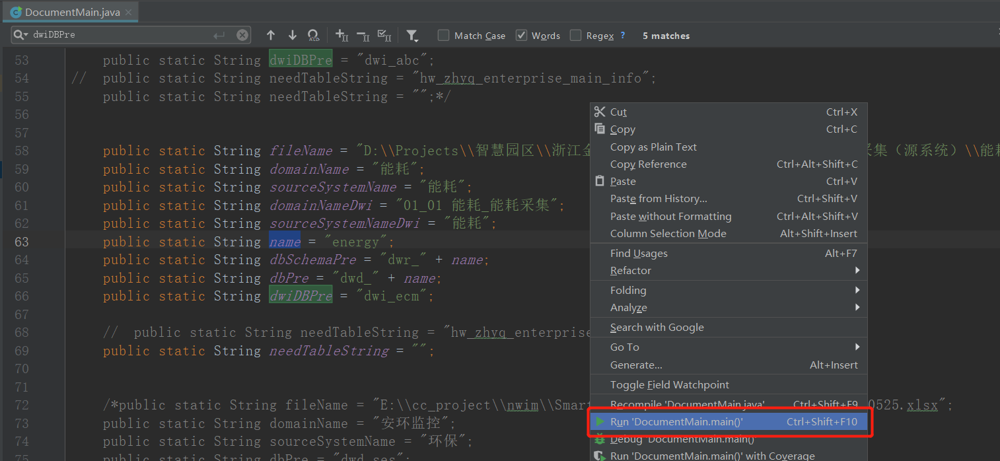 DocumentMain.java
dwiDBPre
Match Case Words Regex ? 5 matches
53 public static String dwiDBPre = "dwi_abc";
54 // public static String needTableString = "hw_zhyq_enterprise_main_info";
55 public static String needTableString = "";*/
56
57
58 public static String fileName = "D:\\Projects\\智慧园区\\浙江 集（源系统）\\能
59 public static String domainName = "能耗";
60 public static String sourceSystemName = "能耗";
61 public static String domainNameDwi = "01_01 能耗_能耗采集";
62 public static String sourceSystemNameDwi = "能耗";
63 public static String name = "energy";
64 public static String dbSchemaPre = "dwr_" + name;
65 public static String dbPre = "dwd_" + name;
66 public static String dwiDBPre = "dwi_ecm";
67
68 // public static String needTableString = "hw_zhyq_enterprise
69 public static String needTableString = "";
70
71
72 /*public static String fileName = "E:\\cc_project\\nwim\\Smar 0525.xlsx";
73 public static String domainName = "安环监控";
74 public static String sourceSystemName = "环保";
75 public static String dbPre = "dwd_ses";
Cut Ctrl+X
Copy Ctrl+C
Copy as Plain Text
Copy Reference Ctrl+Alt+Shift+C
Paste Ctrl+V
Paste from History... Ctrl+Shift+V
Paste without Formatting Ctrl+Alt+Shift+V
Column Selection Mode Alt+Shift+Insert
Find Usages Alt+F7
Refactor
Folding
Analyze
Search with Google
Go To
Generate... Alt+Insert
Toggle Field Watchpoint
Recompile 'DocumentMain.java' Ctrl+Shift+F9
Run 'DocumentMain.main()' Ctrl+Shift+F10
Debug 'DocumentMain.main()'
Run 'DocumentMain.main()' with Coverage